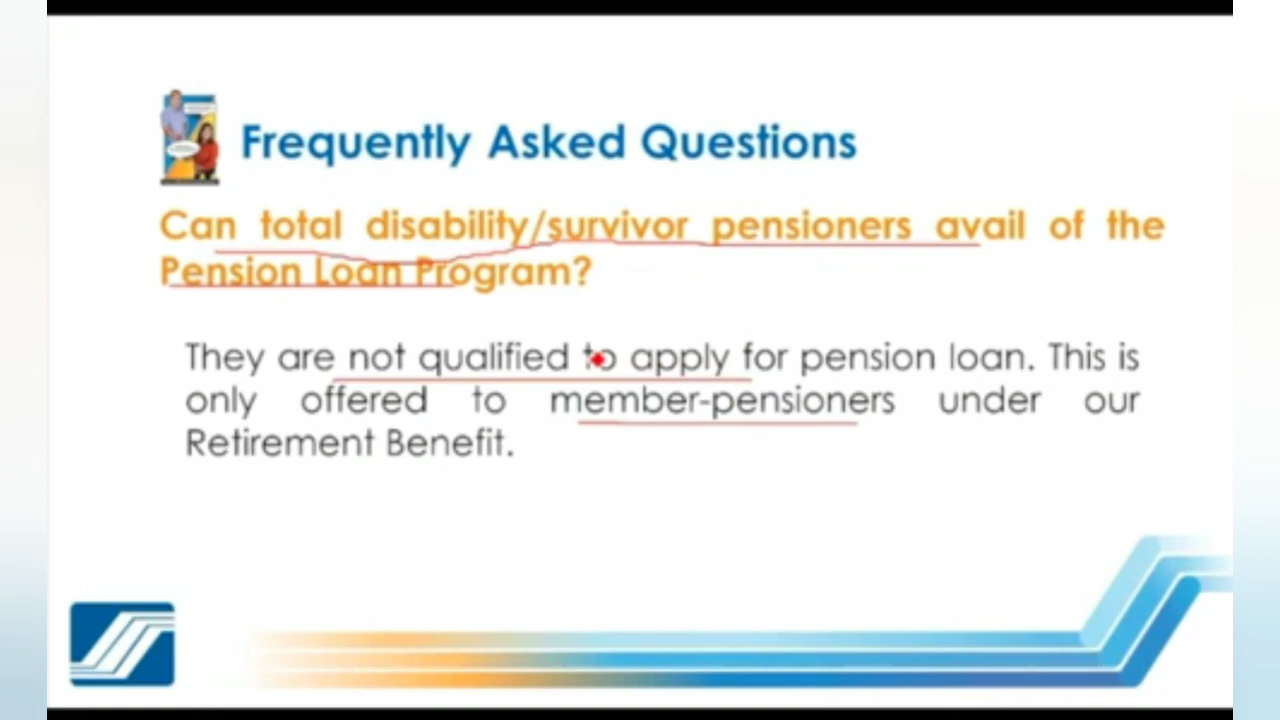 Frequently Asked Questions
Can total disability/survivor pensioners avail of the
Pension Loan Program?
They are not qualified to apply for pension loan. This is
only offered to member-pensioners under our
Retirement Benefit.